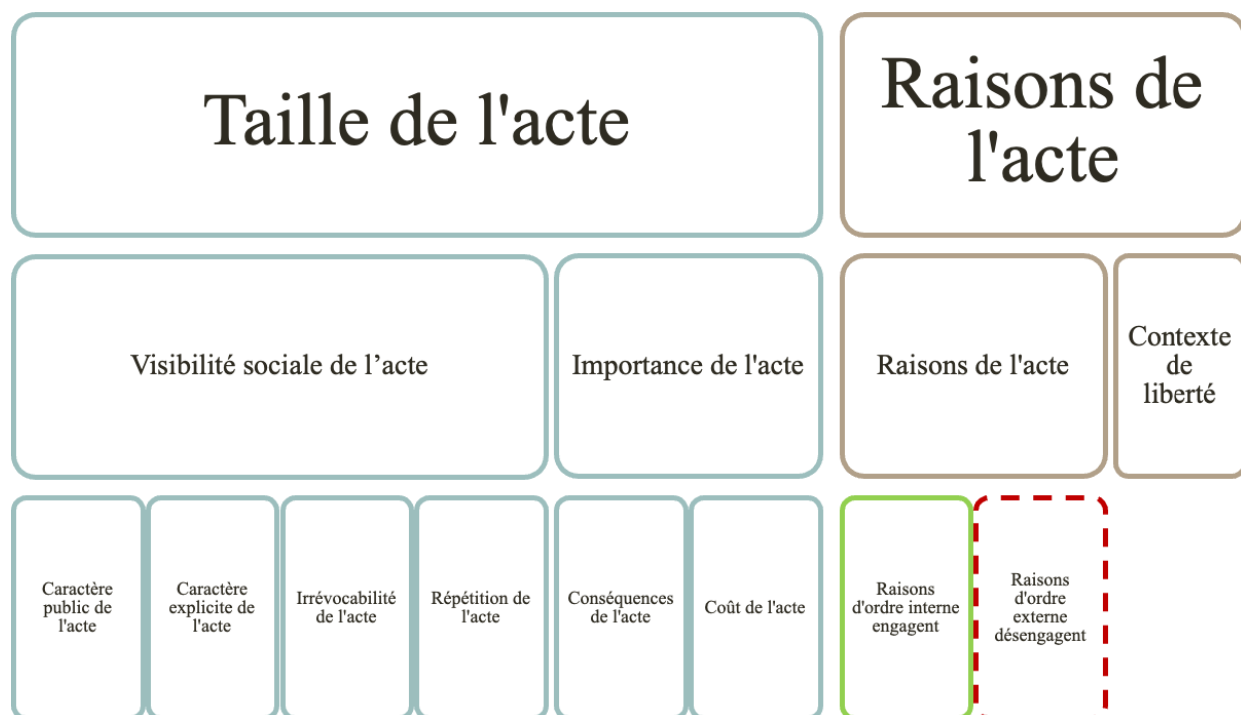 Taille de l'acte
Raisons de
l'acte
Visibilité sociale de l’acte
Importance de l'acte
Raisons de l'acte
Contexte
de
liberté
Caractère
public de
l'acte
Caractère
explicite de
l'acte
Irrévocabilité
de l'acte
Répétition de
l'acte
Conséquences
de l'acte
Coût de l'acte
Raisons
d'ordre interne
engagent
Raisons
d'ordre
externe
désengagent